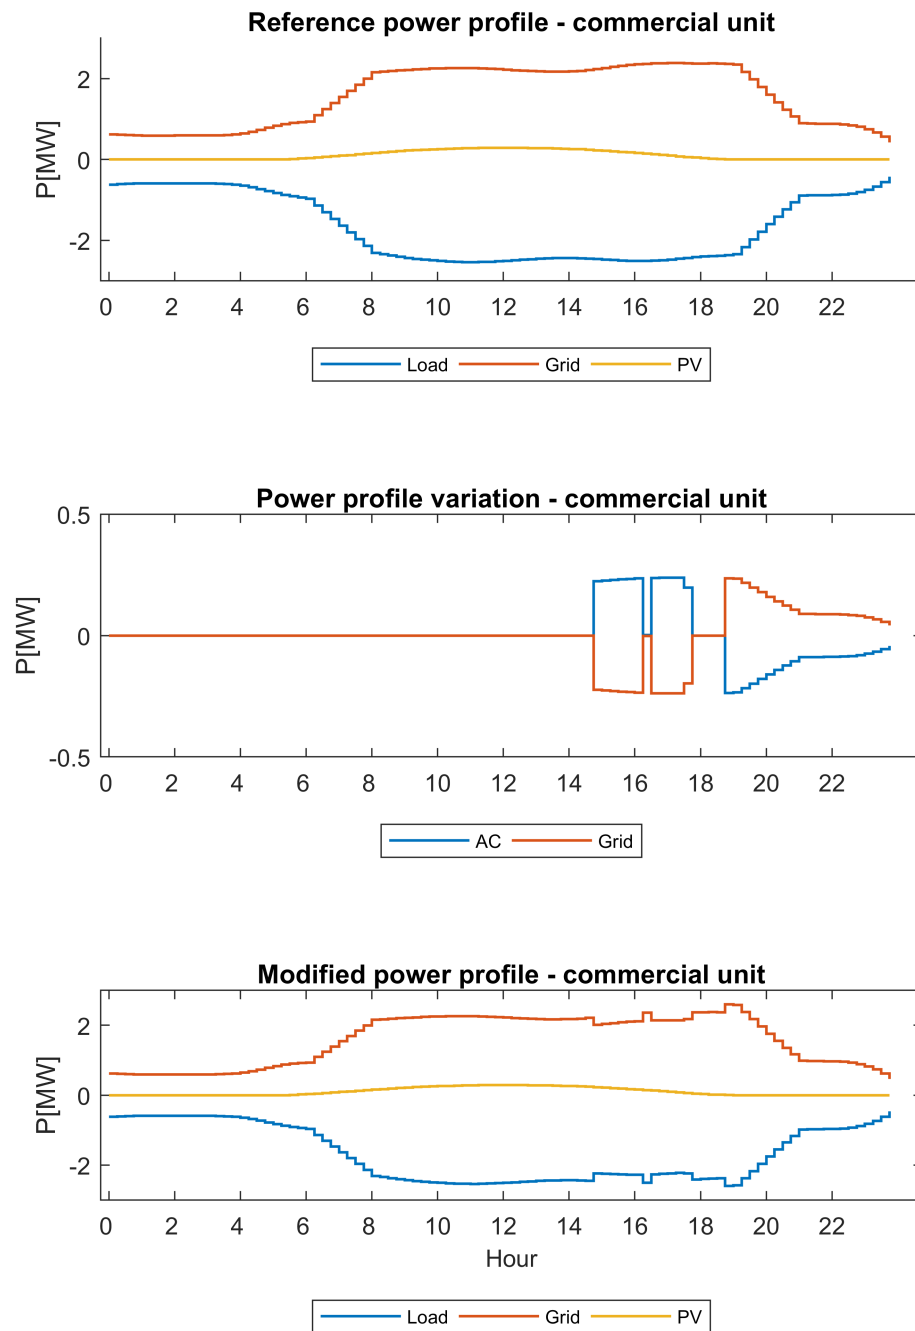 Reference power profile - commercial unit
P[MW]
2
0
-2
0 2 4 6 8 10 12 14 16 18 20 22
Load Grid PV
Power profile variation - commercial unit
P[MW]
0.5
0
-0.5
0 2 4 6 8 10 12 14 16 18 20 22
AC Grid
Modified power profile - commercial unit
P[MW]
2
0
-2
0 2 4 6 8 10 12 14 16 18 20 22
Hour
Load Grid PV